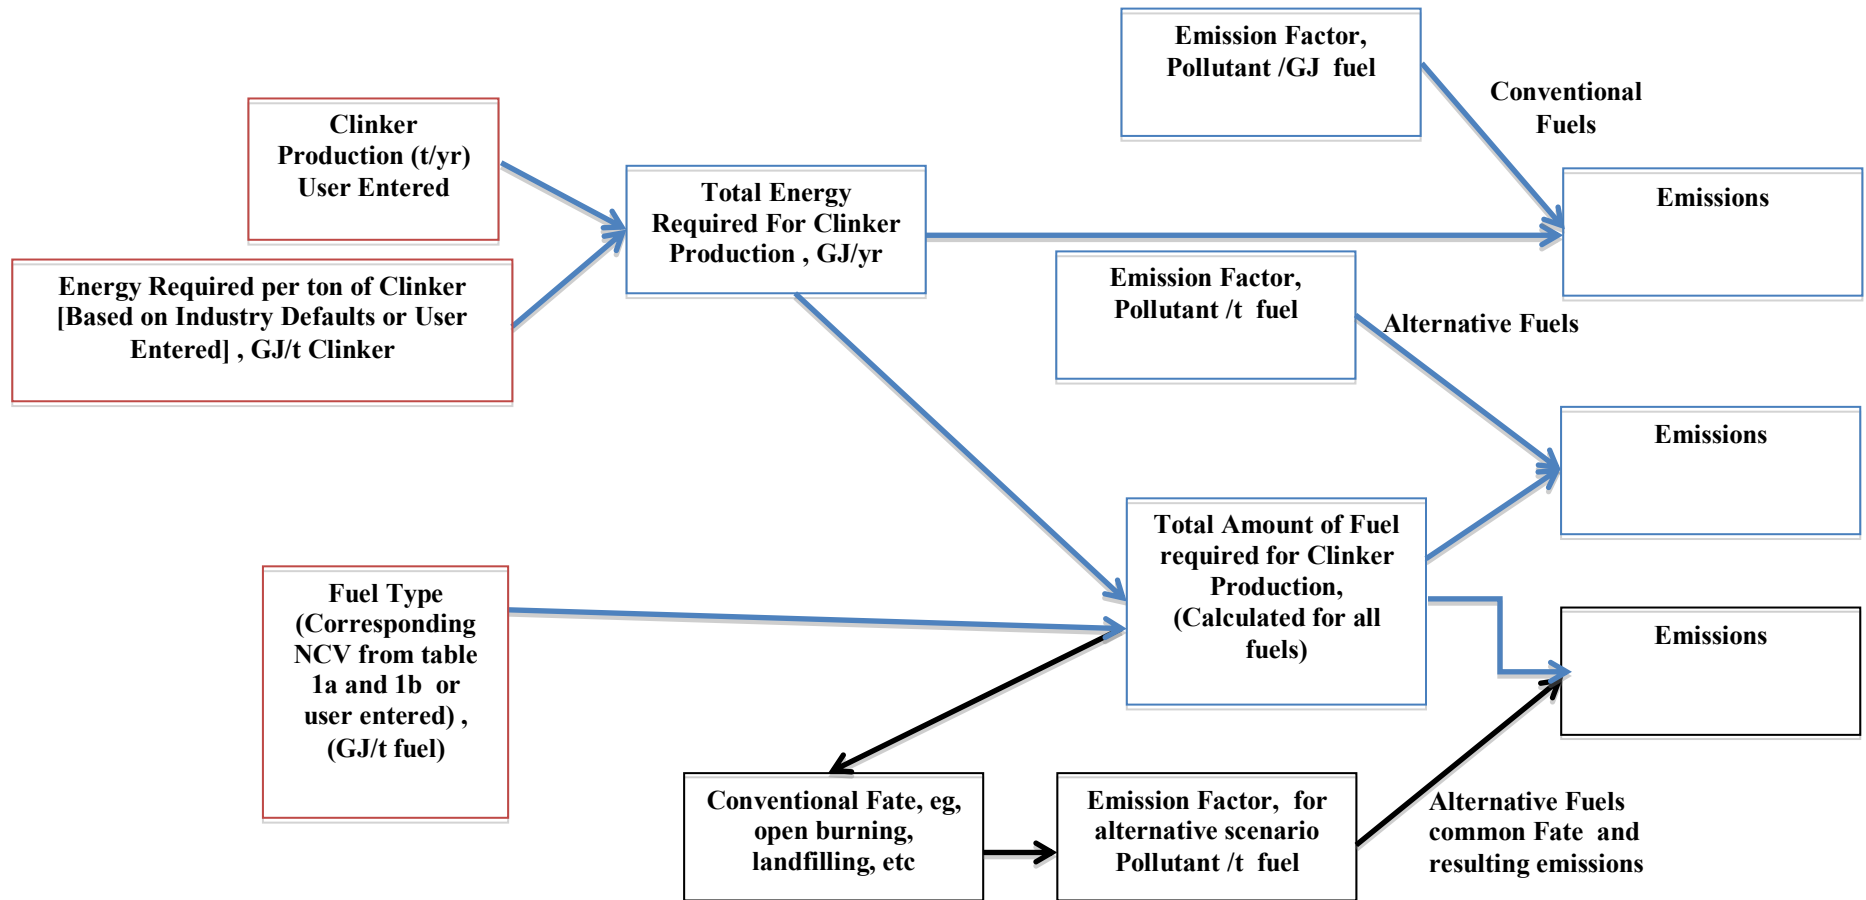 Emission Factor,
Pollutant /GJ  fuel
Conventional
Fuels
Clinker
Production (t/yr)
User Entered
Total Energy
Required For Clinker
Production , GJ/yr
Emissions
Energy Required per ton of Clinker
[Based on Industry Defaults or User
Entered] , GJ/t Clinker
Emission Factor,
Pollutant /t  fuel
Alternative Fuels
Emissions
Total Amount of Fuel
required for Clinker
Production,
(Calculated for all
fuels)
Fuel Type
(Corresponding
NCV from table
1a and 1b  or
user entered) ,
(GJ/t fuel)
Emissions
Conventional Fate, eg,
open burning,
landfilling, etc
Emission Factor,  for
alternative scenario
Pollutant /t  fuel
Alternative Fuels
common Fate  and
resulting emissions